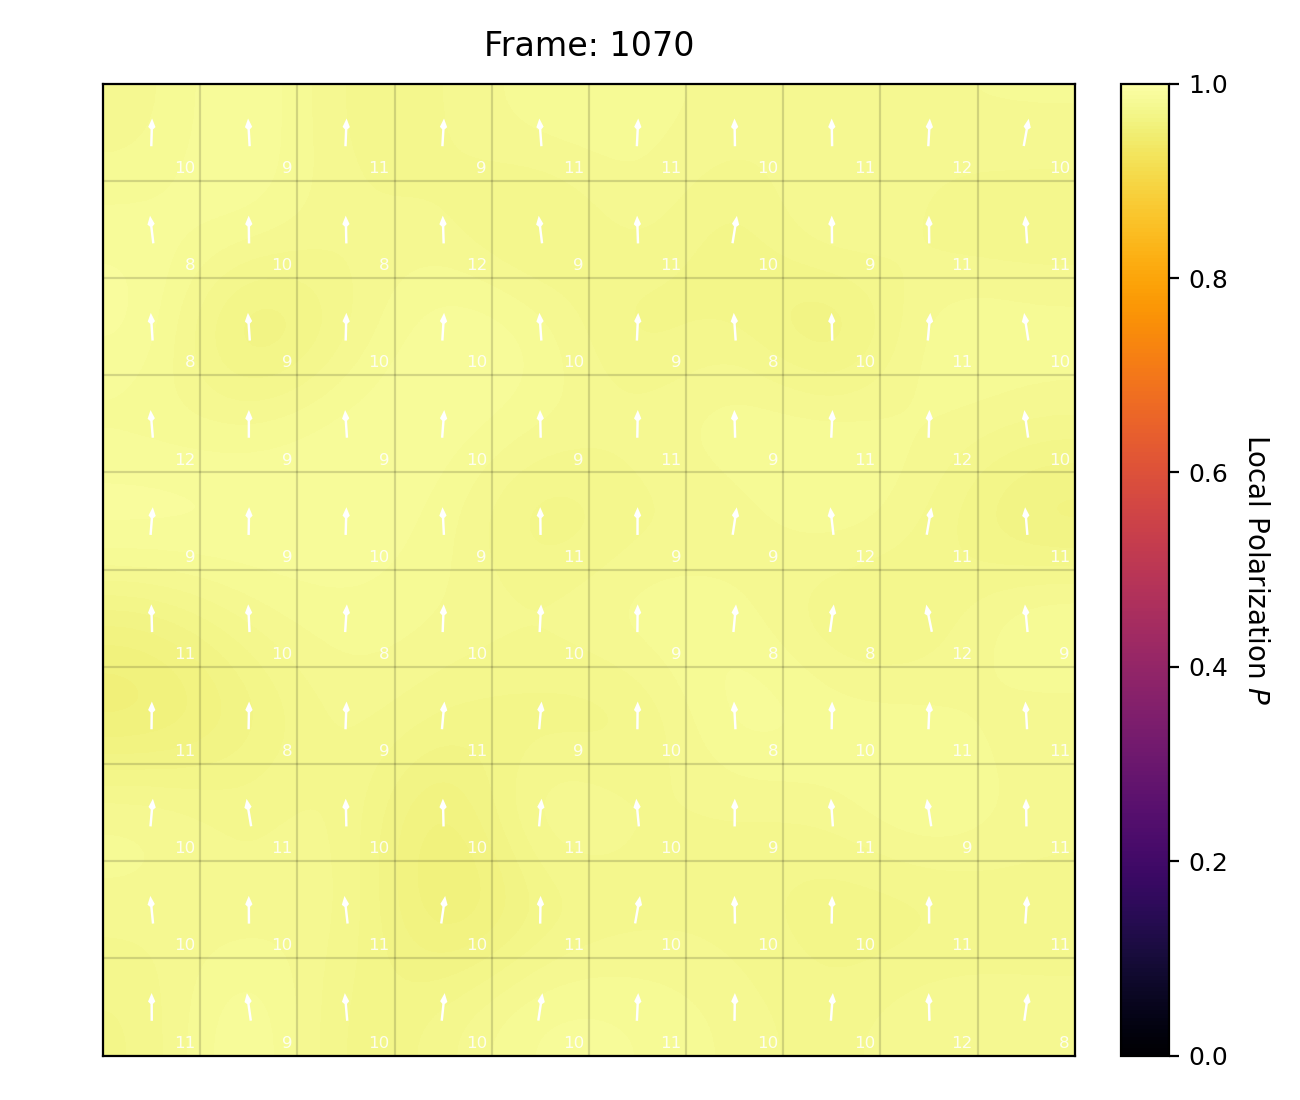 Frame: 1070
10 9 11 9 11 11 10 11 12 10
8 10 8 12 9 11 10 9 11 11
8 9 10 10 10 9 8 10 11 10
12 9 9 10 9 11 9 11 12 10
9 9 10 9 11 9 9 12 11 11
11 10 8 10 10 9 8 8 12 9
11 8 9 11 9 10 8 10 11 11
10 11 10 10 11 10 9 11 9 11
10 10 11 10 11 10 10 10 11 11
11 9 10 10 10 11 10 10 12 8
1.0
0.8
0.6
0.4
0.2
0.0
Local Polarization P